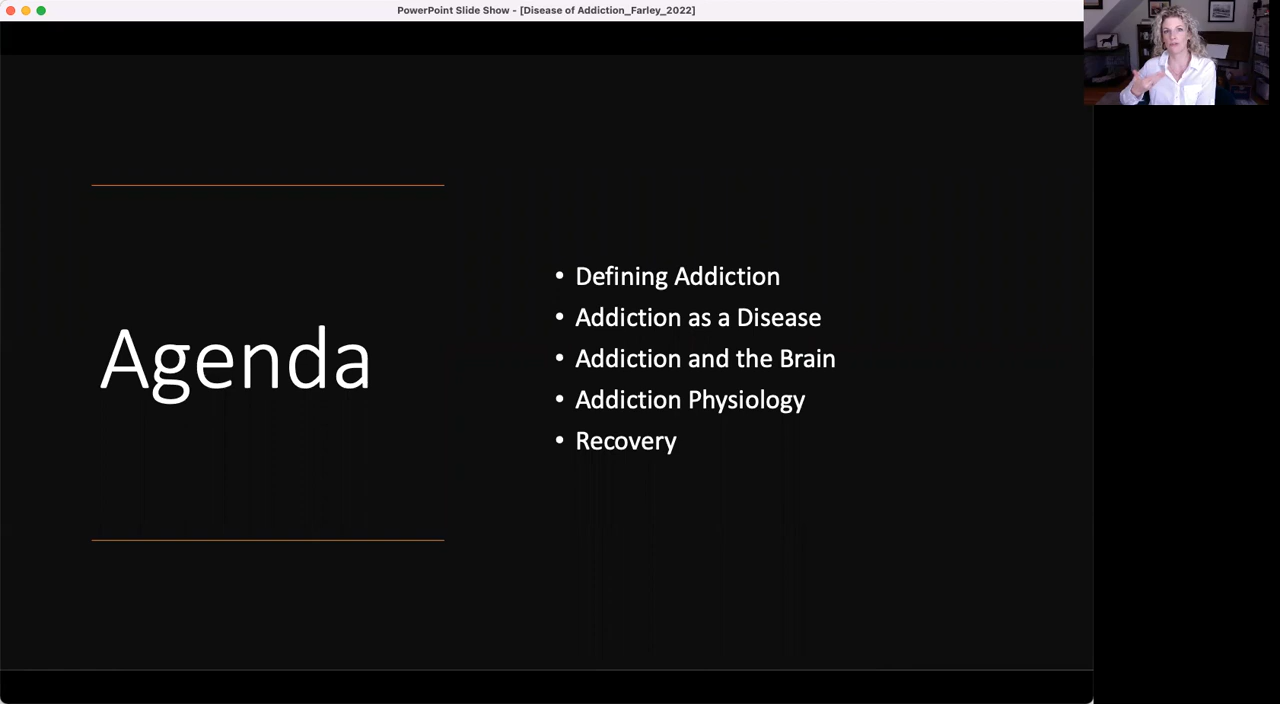 PowerPoint Slide Show - [Disease of Addiction_Farley_2022]
Agenda
• Defining Addiction
• Addiction as a Disease
• Addiction and the Brain
• Addiction Physiology
• Recovery